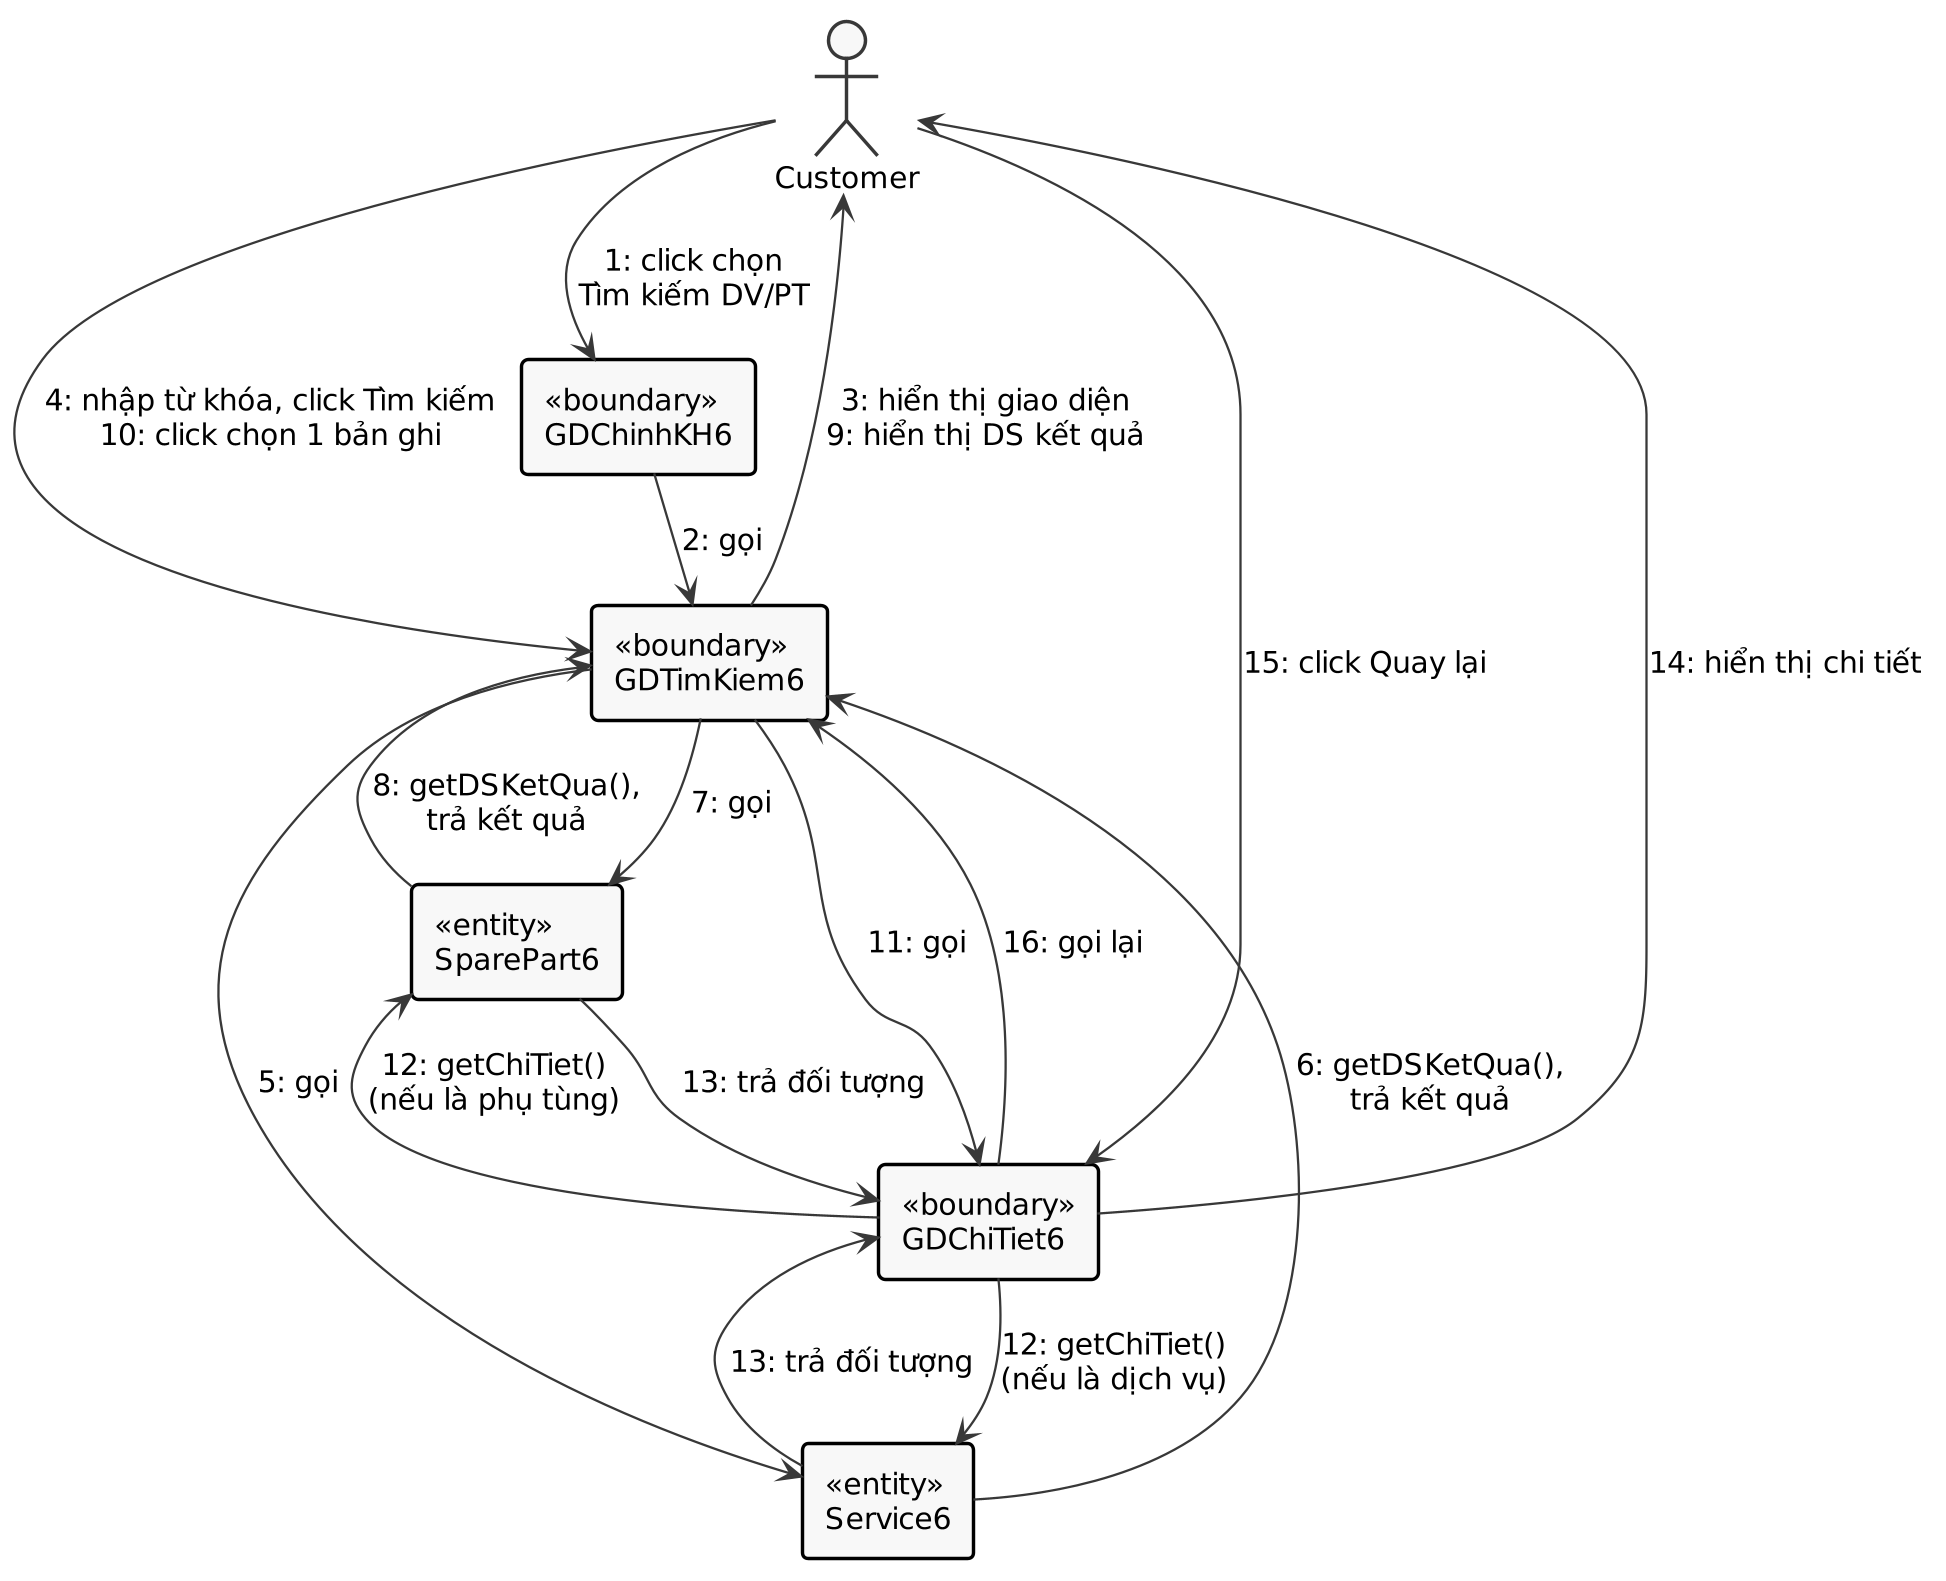 Customer
1: click chọn
Tìm kiếm DV/PT
4: nhập từ khóa, click Tìm kiếm
10: click chọn 1 bản ghi
«boundary»
GDChinhKH6
3: hiển thị giao diện
9: hiển thị DS kết quả
2: gọi
«boundary»
GDTimKiem6
15: click Quay lại
14: hiển thị chi tiết
8: getDSKetQua(),
trả kết quả
7: gọi
«entity»
SparePart6
11: gọi
16: gọi lại
5: gọi
12: getChiTiet()
(nếu là phụ tùng)
13: trả đối tượng
6: getDSKetQua(),
trả kết quả
«boundary»
GDChiTiet6
13: trả đối tượng
12: getChiTiet()
(nếu là dịch vụ)
«entity»
Service6